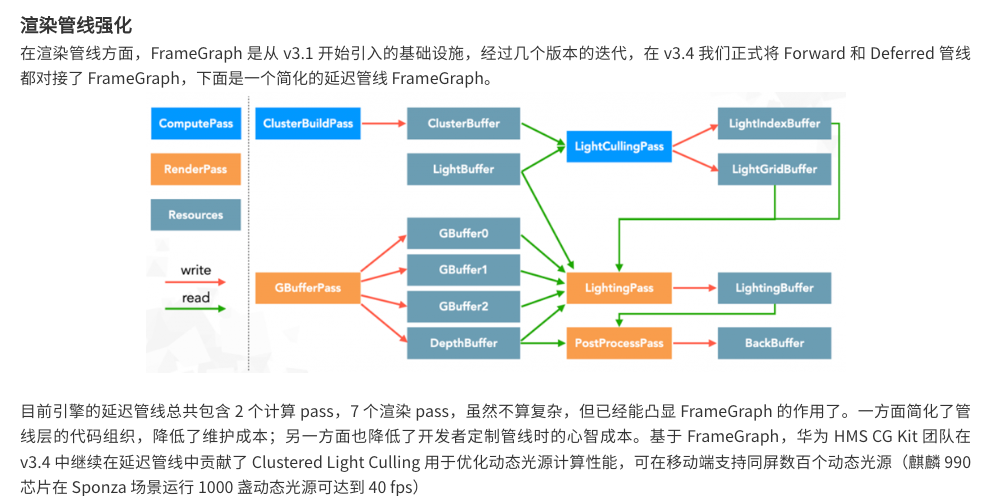 渲染管线强化
在渲染管线方面，FrameGraph 是从 v3.1 开始引入的基础设施，经过几个版本的迭代，在 v3.4 我们正式将 Forward 和 Deferred 管线
都对接了 FrameGraph，下面是一个简化的延迟管线 FrameGraph。
ComputePass
ClusterBuildPass
ClusterBuffer
LightIndexBuffer
LightCullingPass
RenderPass
LightBuffer
LightGridBuffer
Resources
GBuffer0
write
GBuffer1
read
GBufferPass
LightingPass
LightingBuffer
GBuffer2
DepthBuffer
PostProcessPass
BackBuffer
目前引擎的延迟管线总共包含 2 个计算 pass，7 个渲染 pass，虽然不算复杂，但已经能凸显 FrameGraph 的作用了。一方面简化了管
线层的代码组织，降低了维护成本；另一方面也降低了开发者定制管线时的心智成本。基于 FrameGraph，华为 HMS CG Kit 团队在
v3.4 中继续在延迟管线中贡献了 Clustered Light Culling 用于优化动态光源计算性能，可在移动端支持同屏数百个动态光源（麒麟 990
芯片在 Sponza 场景运行 1000 盏动态光源可达到 40 fps）